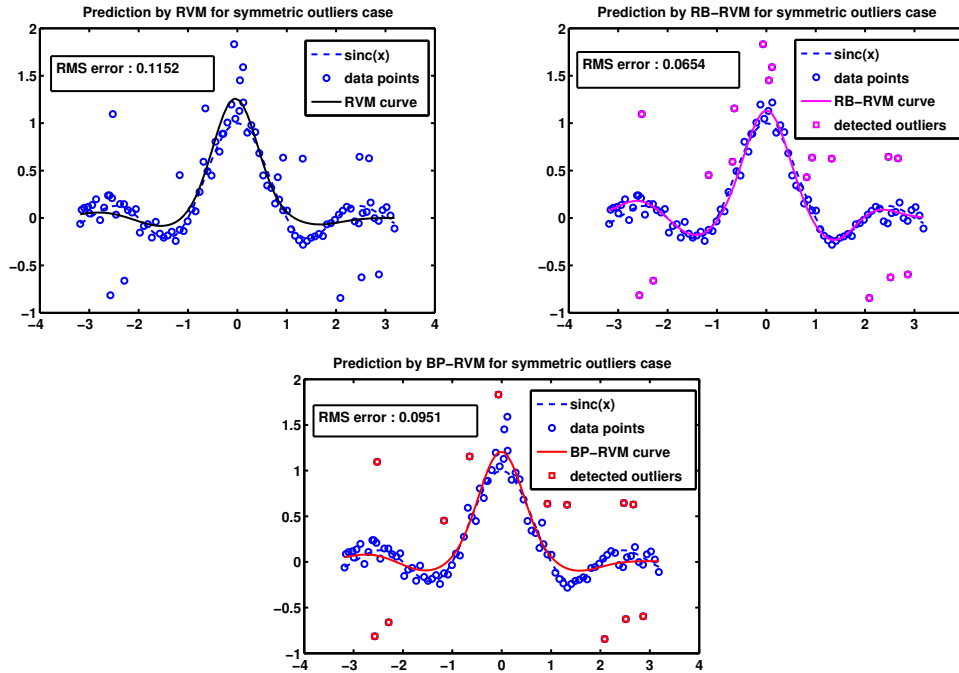 Prediction by RVM for symmetric outliers case
2
1.5
1
0.5
0
−0.5
−1
−4 −3 −2 −1 0 1 2 3 4
RMS error : 0.1152
sinc(x)
data points
RVM curve
Prediction by RB−RVM for symmetric outliers case
2
1.5
1
0.5
0
−0.5
−1
−4 −3 −2 −1 0 1 2 3
RMS error : 0.0654
sinc(x)
data points
RB−RVM curve
detected outliers
Prediction by BP−RVM for symmetric outliers case
2
1.5
1
0.5
0
−0.5
−1
−4 −3 −2 −1 0 1 2 3 4
RMS error : 0.0951
sinc(x)
data points
BP−RVM curve
detected outliers